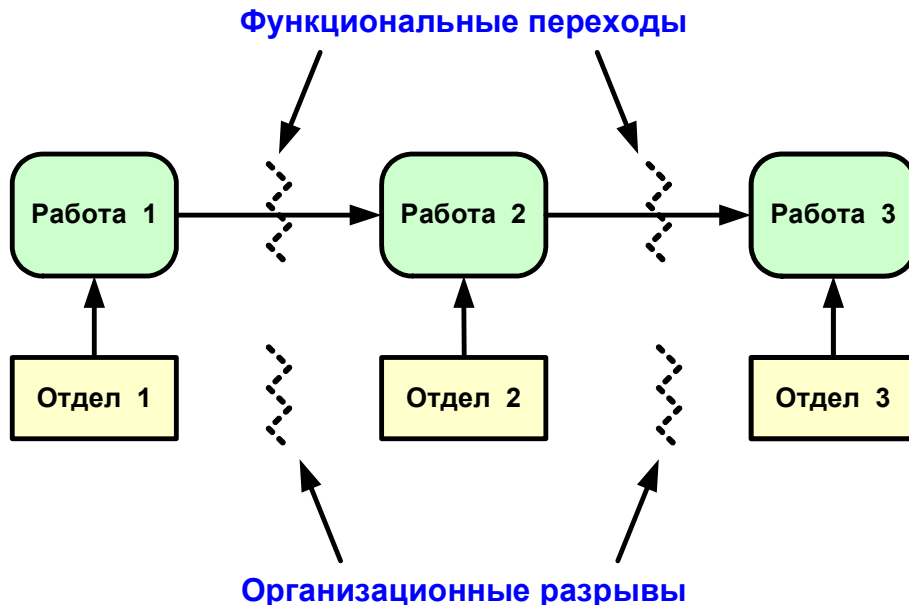 Функциональные переходы
Работа 1
Работа 2
Работа 3
Отдел 1
Отдел 2
Отдел 3
Организационные разрывы